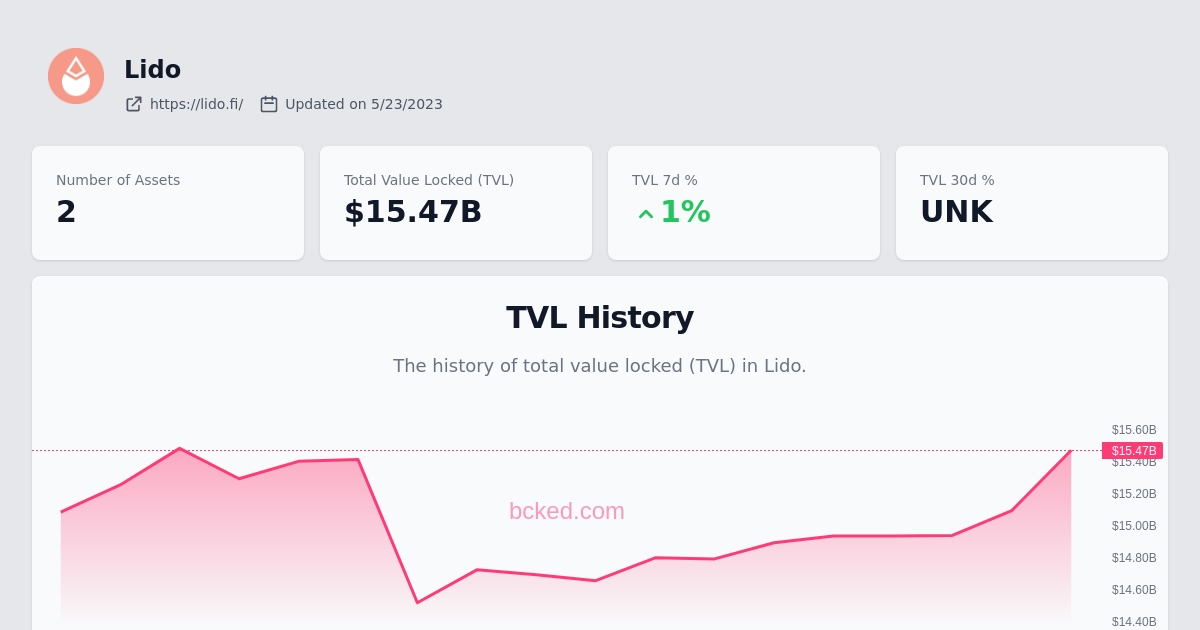 Lido
https://lido.fi/ Updated on 5/23/2023
Number of Assets
2
Total Value Locked (TVL)
$15.47B
TVL 7d %
1%
TVL 30d %
UNK
TVL History
The history of total value locked (TVL) in Lido.
$15.60B
$15.47B
$15.40B
$15.20B
bcked.com
$15.00B
$14.80B
$14.60B
$14.40B